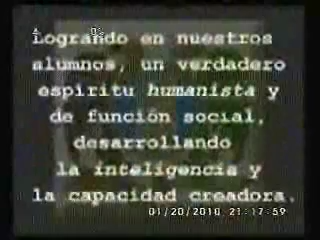 Logrando en nuestros
alumnos, un verdadero
espiritu humanista y
de función social,
desarrollando
la inteligencia y
la capacidad creadora.
01/20/2010 21:17:59